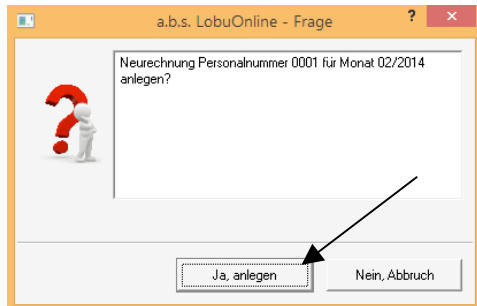 a.b.s. LobuOnline - Frage
Neurechnung Personalnummer 0001 für Monat 02/2014
anlegen?
Ja, anlegen
Nein, Abbruch